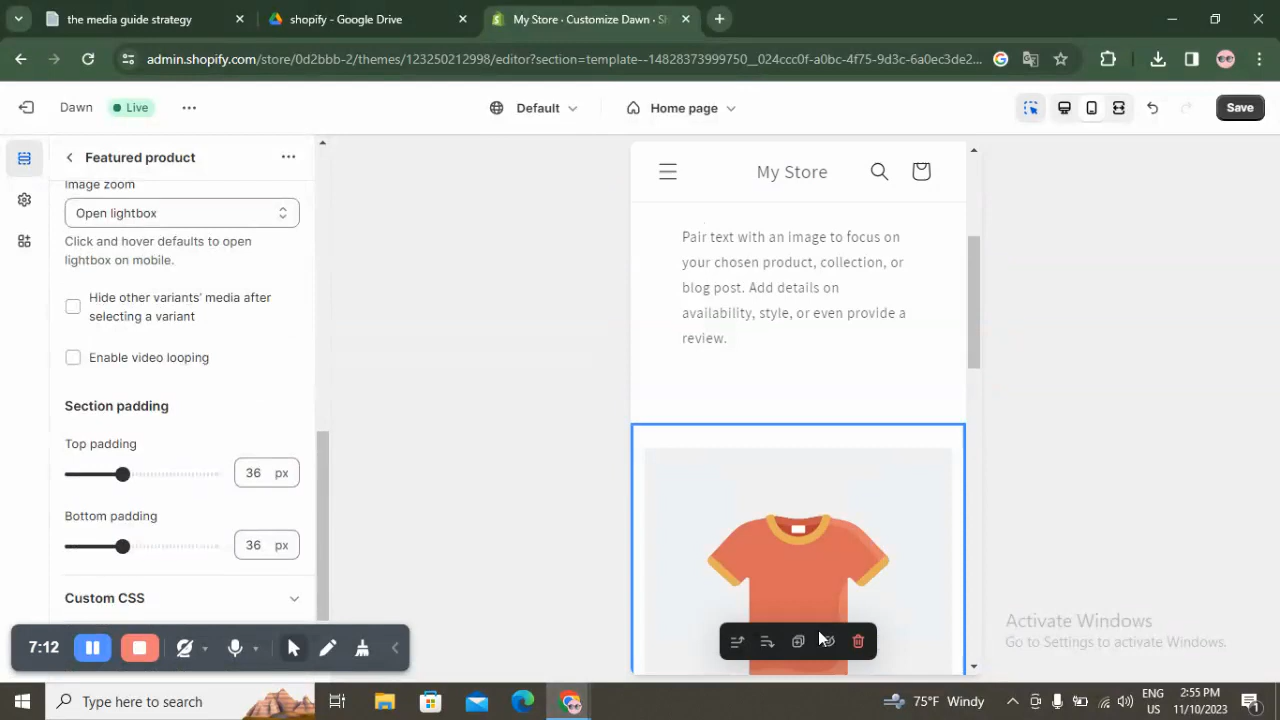 the media guide strategy
shopify - Google Drive
My Store · Customize Dawn · Sh
admin.shopify.com/store/0d2bbb-2/themes/123250212998/editor?section=template--14828373999750__024ccc0f-a0bc-4f75-9d3c-6a0ec3de2...
Dawn
Live
Default
Home page
Save
Featured product
Image zoom
Open lightbox
Click and hover defaults to open
lightbox on mobile.
Hide other variants' media after
selecting a variant
Enable video looping
Section padding
Top padding
36 px
Bottom padding
36 px
Custom CSS
My Store
Pair text with an image to focus on
your chosen product, collection, or
blog post. Add details on
availability, style, or even provide a
review.
Activate Windows
Go to Settings to activate Windows.
7:12
Type here to search
75°F Windy
ENG
US
2:55 PM
11/10/2023
1